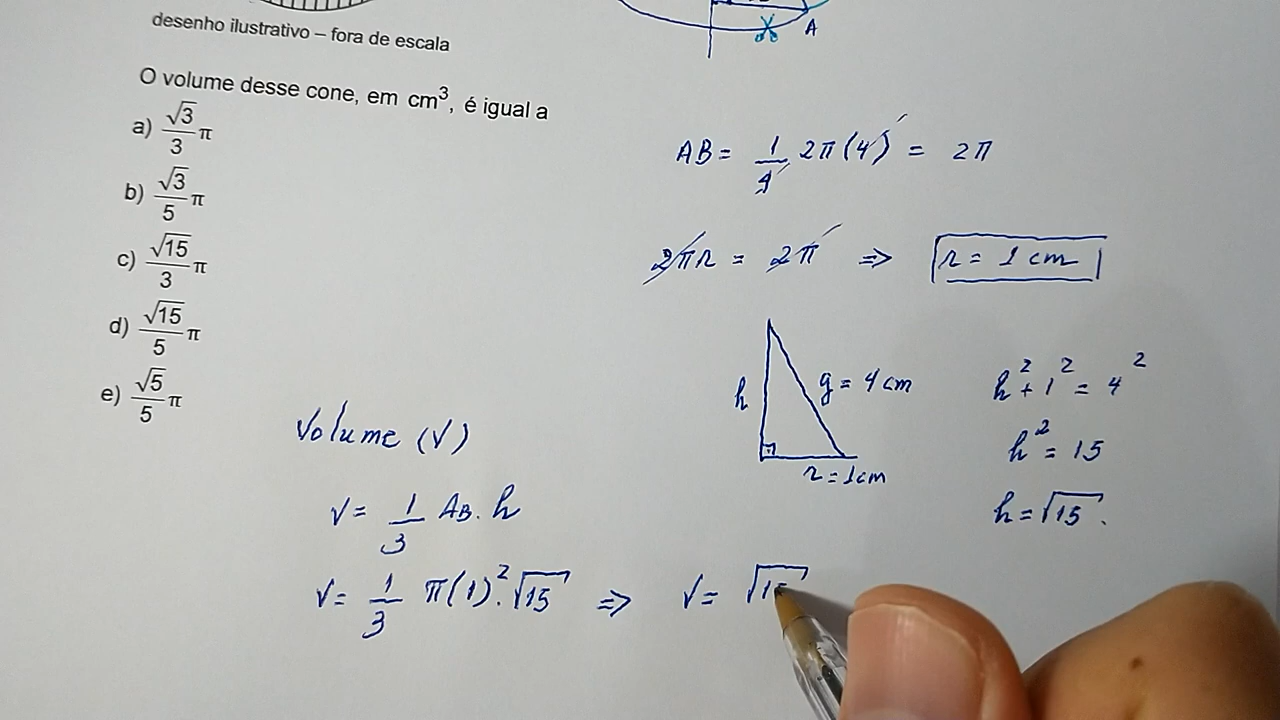 desenho ilustrativo – fora de escala
A
O volume desse cone, em cm³, é igual a
a) √3/3 π
b) √3/5 π
c) √15/3 π
d) √15/5 π
e) √5/5 π
AB = 1/4 2π(4) = 2π
2πr = 2π ⇒ r = 1 cm
h
g = 4 cm
r = 1 cm
h² + 1² = 4²
h² = 15
h = √15.
Volume (V)
V = 1/3 AB. h
V = 1/3 π(1)². √15 ⇒ V = √15